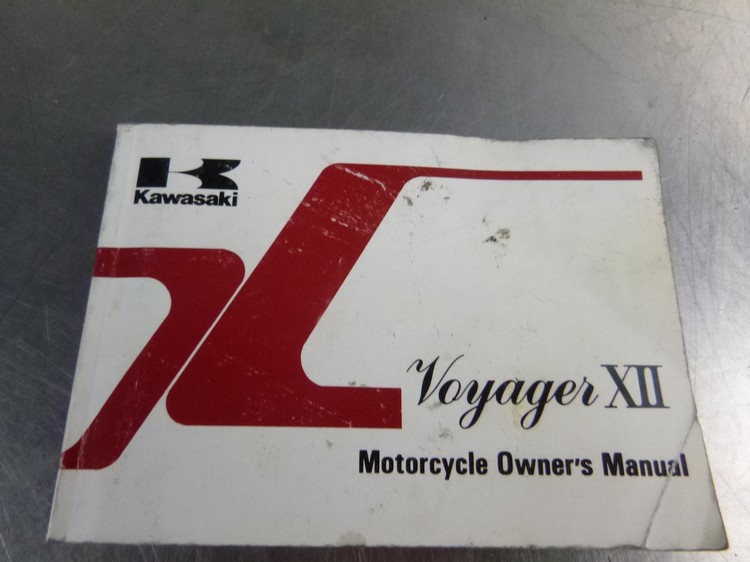 Kawasaki
Voyager XII
Motorcycle Owner's Manual